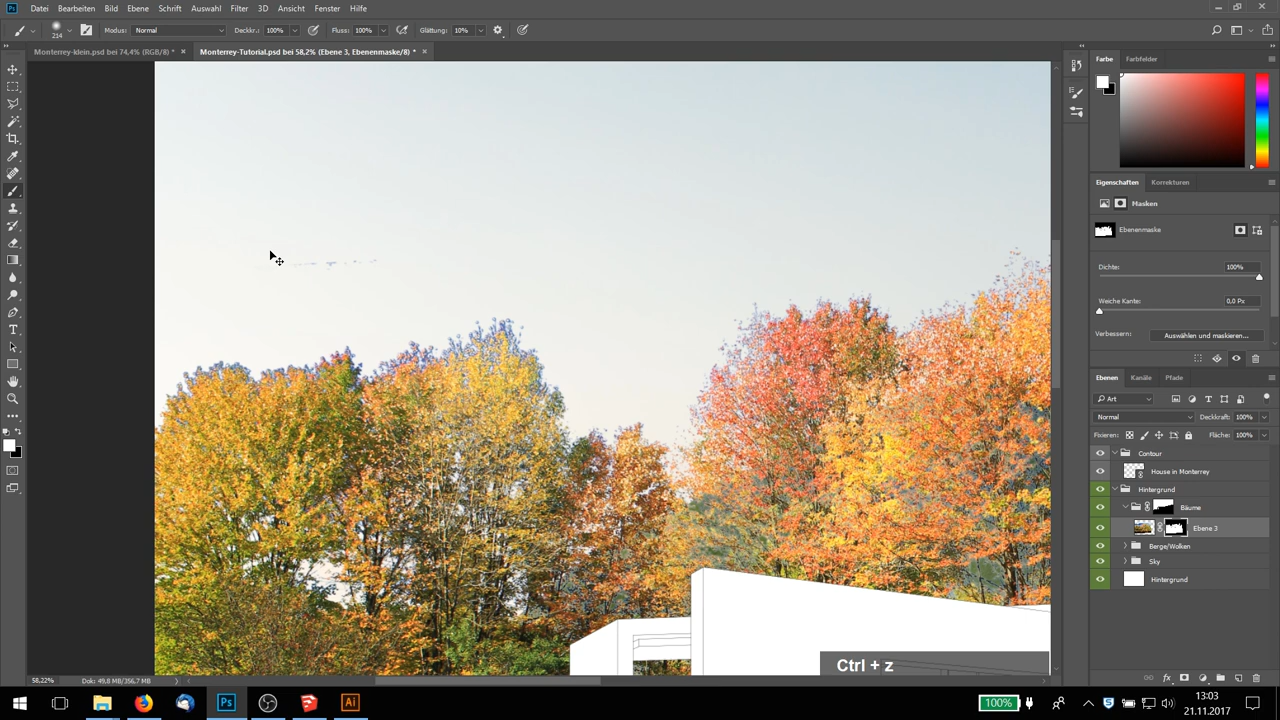 Ps Datei Bearbeiten Bild Ebene Schrift Auswahl Filter 3D Ansicht Fenster Hilfe
214 Modus: Normal Deckkr.: 100% Fluss: 100% Glättung: 10%
Monterrey-klein.psd bei 74,4% (RGB/8) * × Monterrey-Tutorial.psd bei 58,2% (Ebene 3, Ebenenmaske/8) * ×
Farbe Farbfelder
Eigenschaften Korrekturen
Masken
Ebenenmaske
Dichte: 100%
Weiche Kante: 0,0 Px
Verbessern: Auswählen und maskieren...
Ebenen Kanäle Pfade
Art
Normal Deckkraft: 100%
Fixieren: Fläche: 100%
Contour
House in Monterrey
Hintergrund
Bäume
Ebene 3
Berge/Wolken
Sky
Hintergrund
Ctrl + z
58,22% Dok: 49,8 MB/356,7 MB
Ps Ai 100% 13:03
21.11.2017